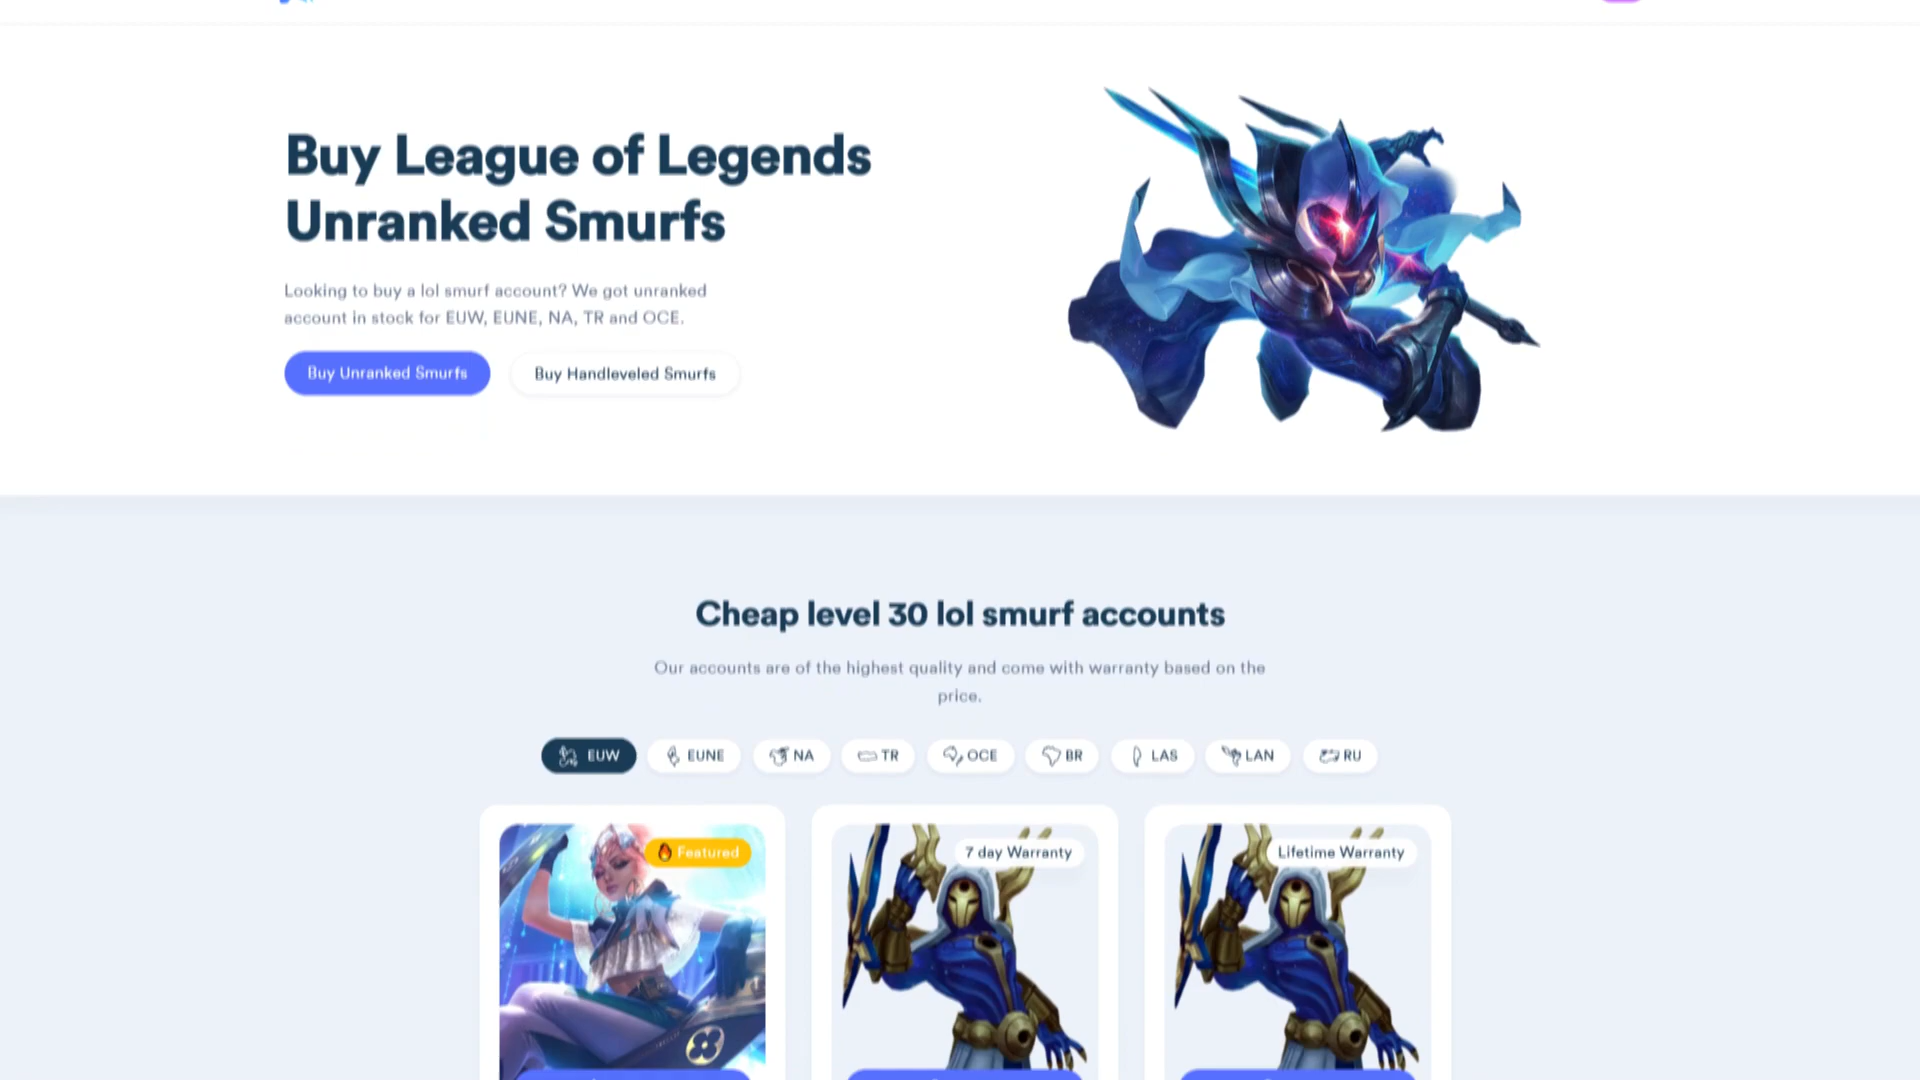 Buy League of Legends
Unranked Smurfs
Looking to buy a lol smurf account? We got unranked
account in stock for EUW, EUNE, NA, TR and OCE.
Buy Unranked Smurfs
Buy Handleveled Smurfs
Cheap level 30 lol smurf accounts
Our accounts are of the highest quality and come with warranty based on the
price.
EUW
EUNE
NA
TR
OCE
BR
LAS
LAN
RU
Featured
7 day Warranty
Lifetime Warranty